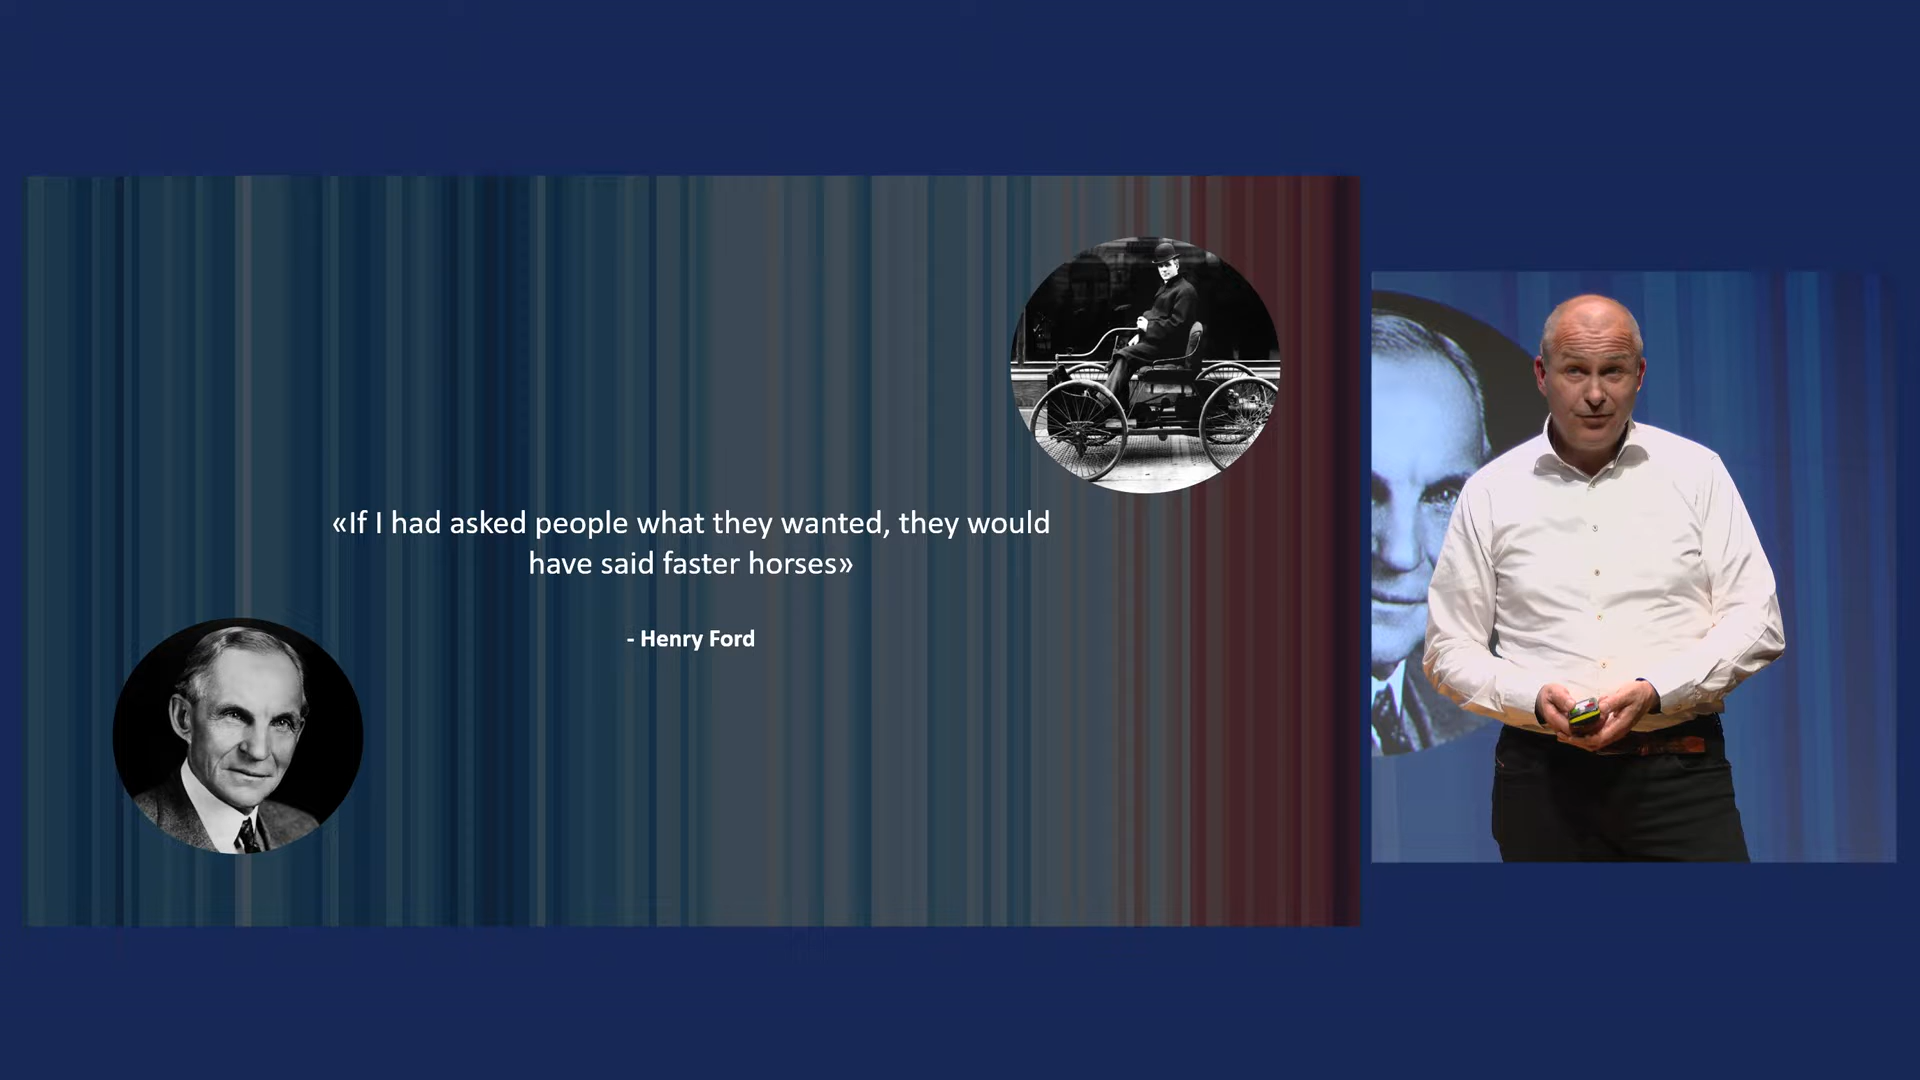 «If I had asked people what they wanted, they would
have said faster horses»
- Henry Ford